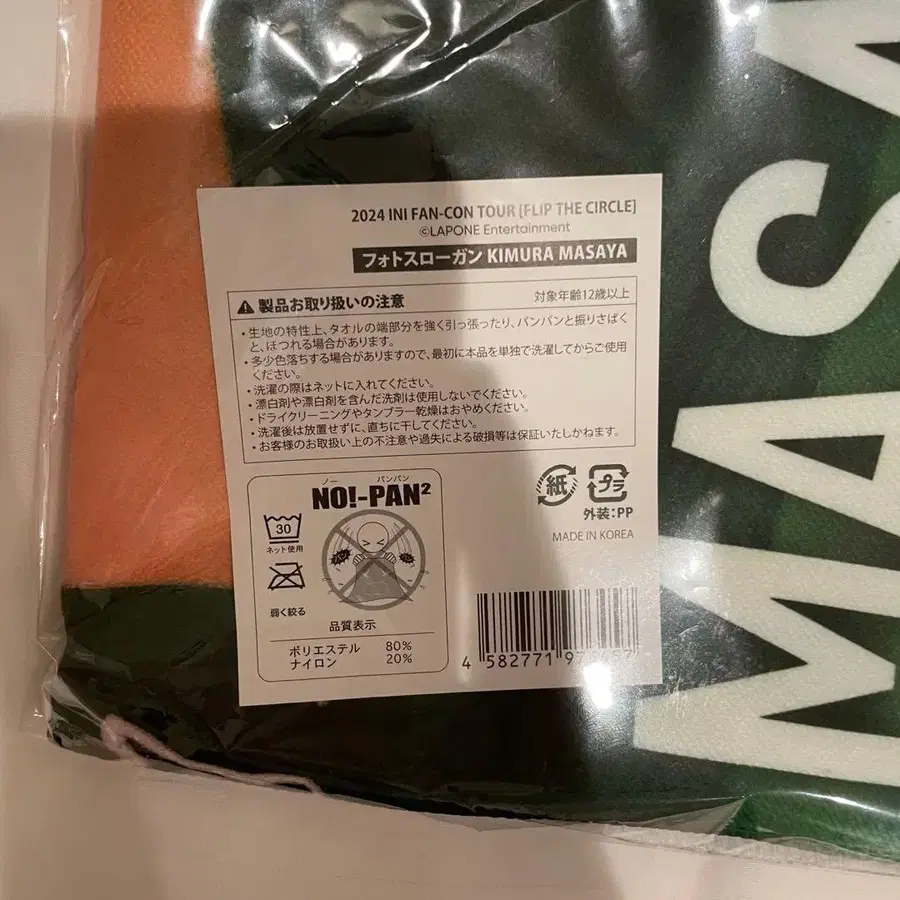 2024 INI FAN-CON TOUR [FLIP THE CIRCLE]
©LAPONE Entertainment
フォトスローガン KIMURA MASAYA
製品お取り扱いの注意
対象年齢12歳以上
・生地の特性上、タオルの端部分を強く引っ張ったり、パンパンと振りさばく
と、ほつれる場合があります。
・多少色落ちする場合がありますので、最初に本品を単独で洗濯してからご使用
ください。
・洗濯の際はネットに入れてください。
・漂白剤や漂白剤を含んだ洗剤は使用しないでください。
・ドライクリーニングやタンブラー乾燥はおやめください。
・洗濯後は放置せずに、直ちに干してください。
・お客様のお取扱い上の不注意や過失による破損等は保証いたしかねます。
ノー パンパン
NO!-PAN²
30
ネット使用
弱く絞る
品質表示
ポリエステル 80%
ナイロン 20%
紙
プラ
外装:PP
MADE IN KOREA
4 582771
MASA